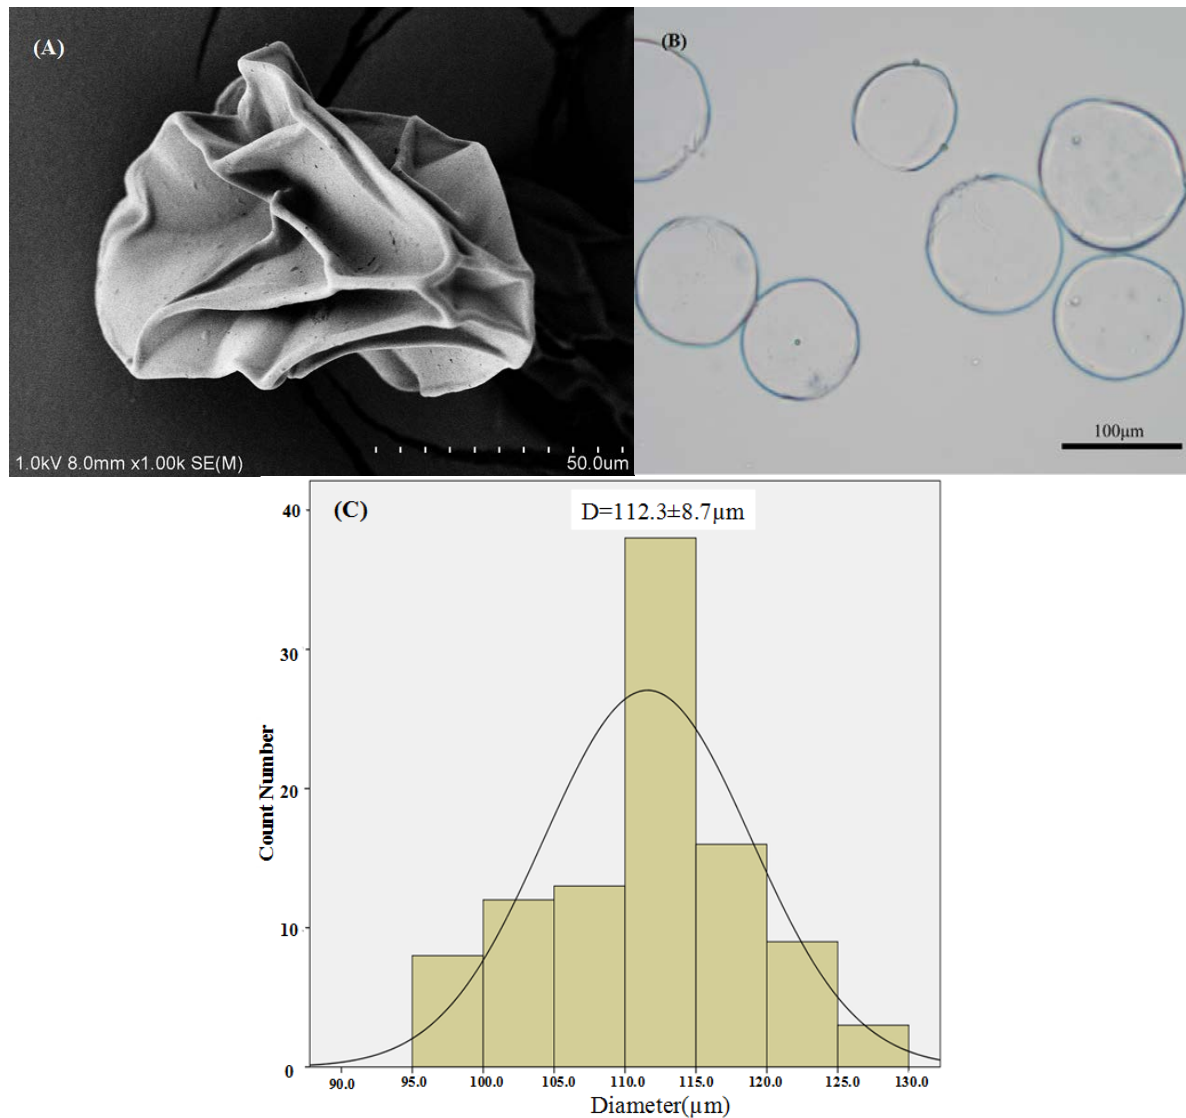 (A)
1.0kV 8.0mm x1.00k SE(M)
50.0um
(B)
100μm
(C)
D=112.3±8.7μm
40
30
20
10
0
Count Number
90.0
95.0
100.0
105.0
110.0
115.0
120.0
125.0
130.0
Diameter(μm)